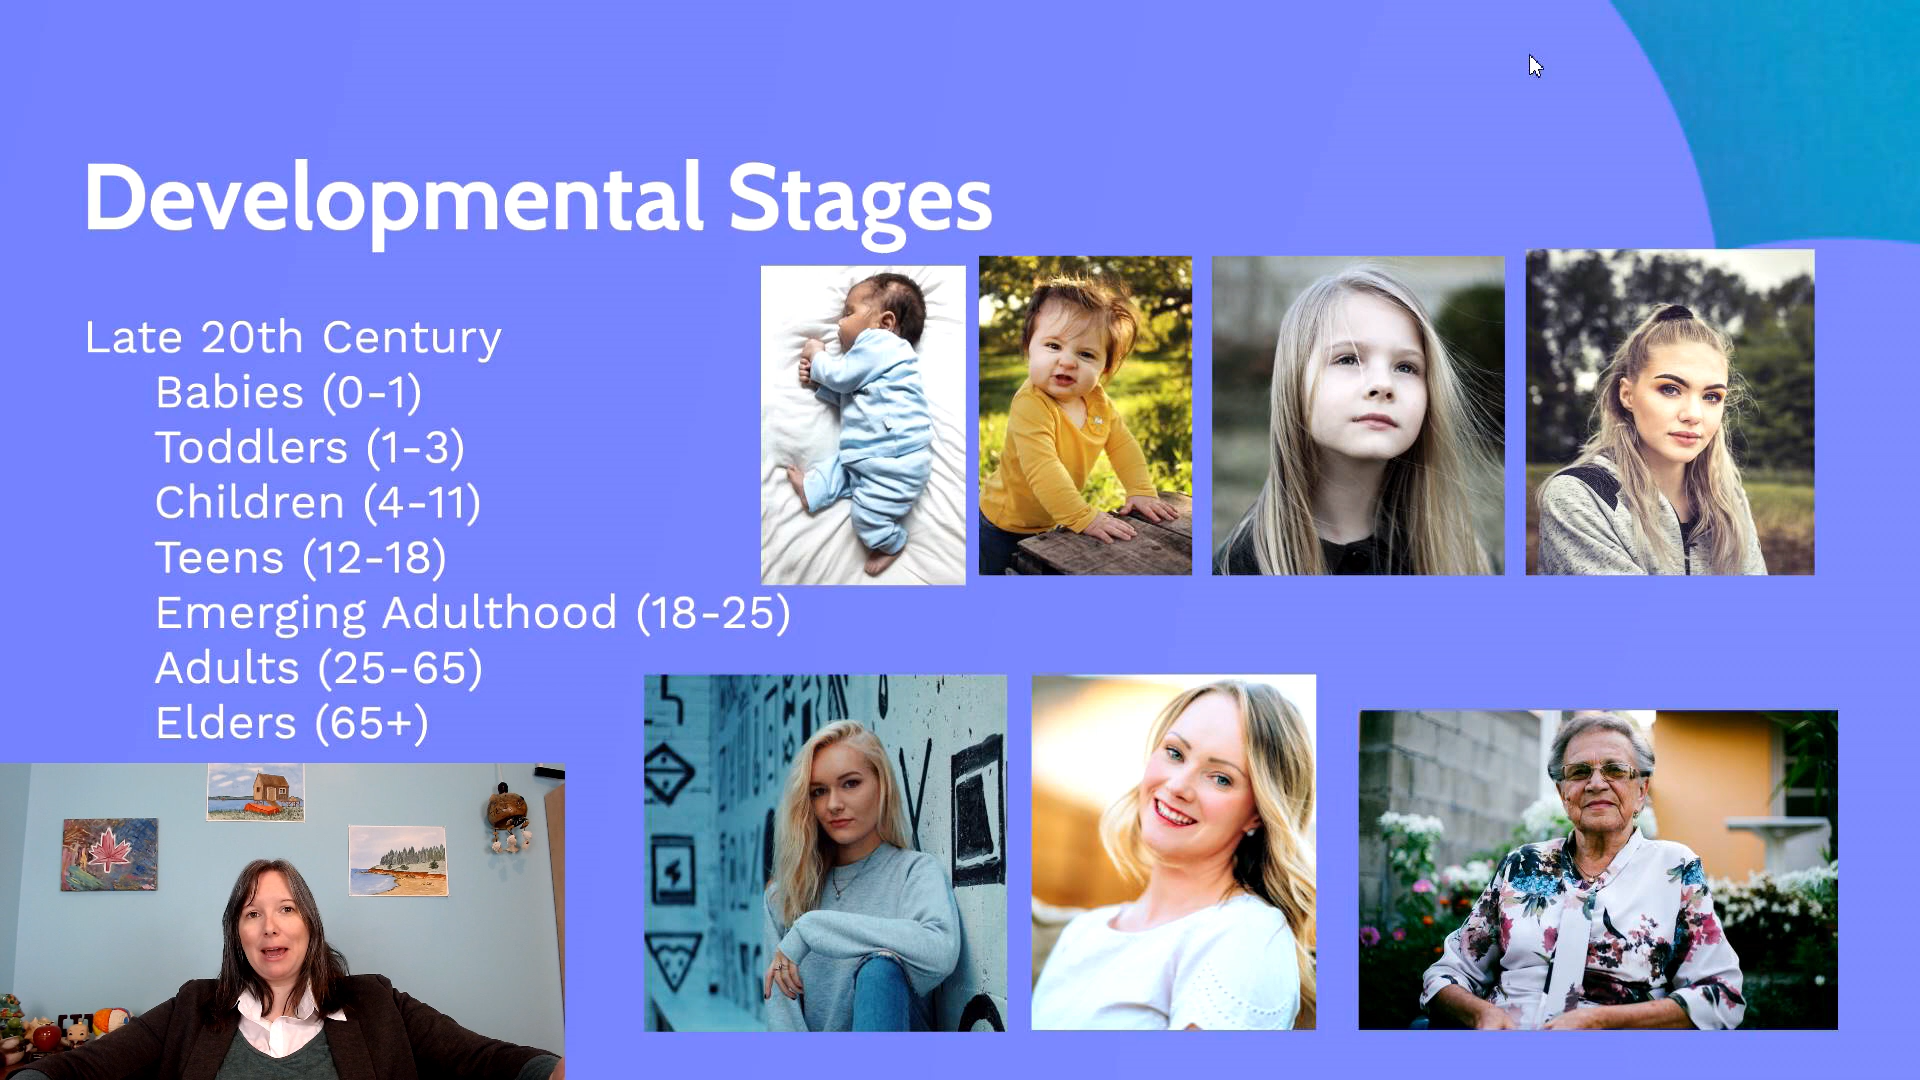 Developmental Stages
Late 20th Century
Babies (0-1)
Toddlers (1-3)
Children (4-11)
Teens (12-18)
Emerging Adulthood (18-25)
Adults (25-65)
Elders (65+)